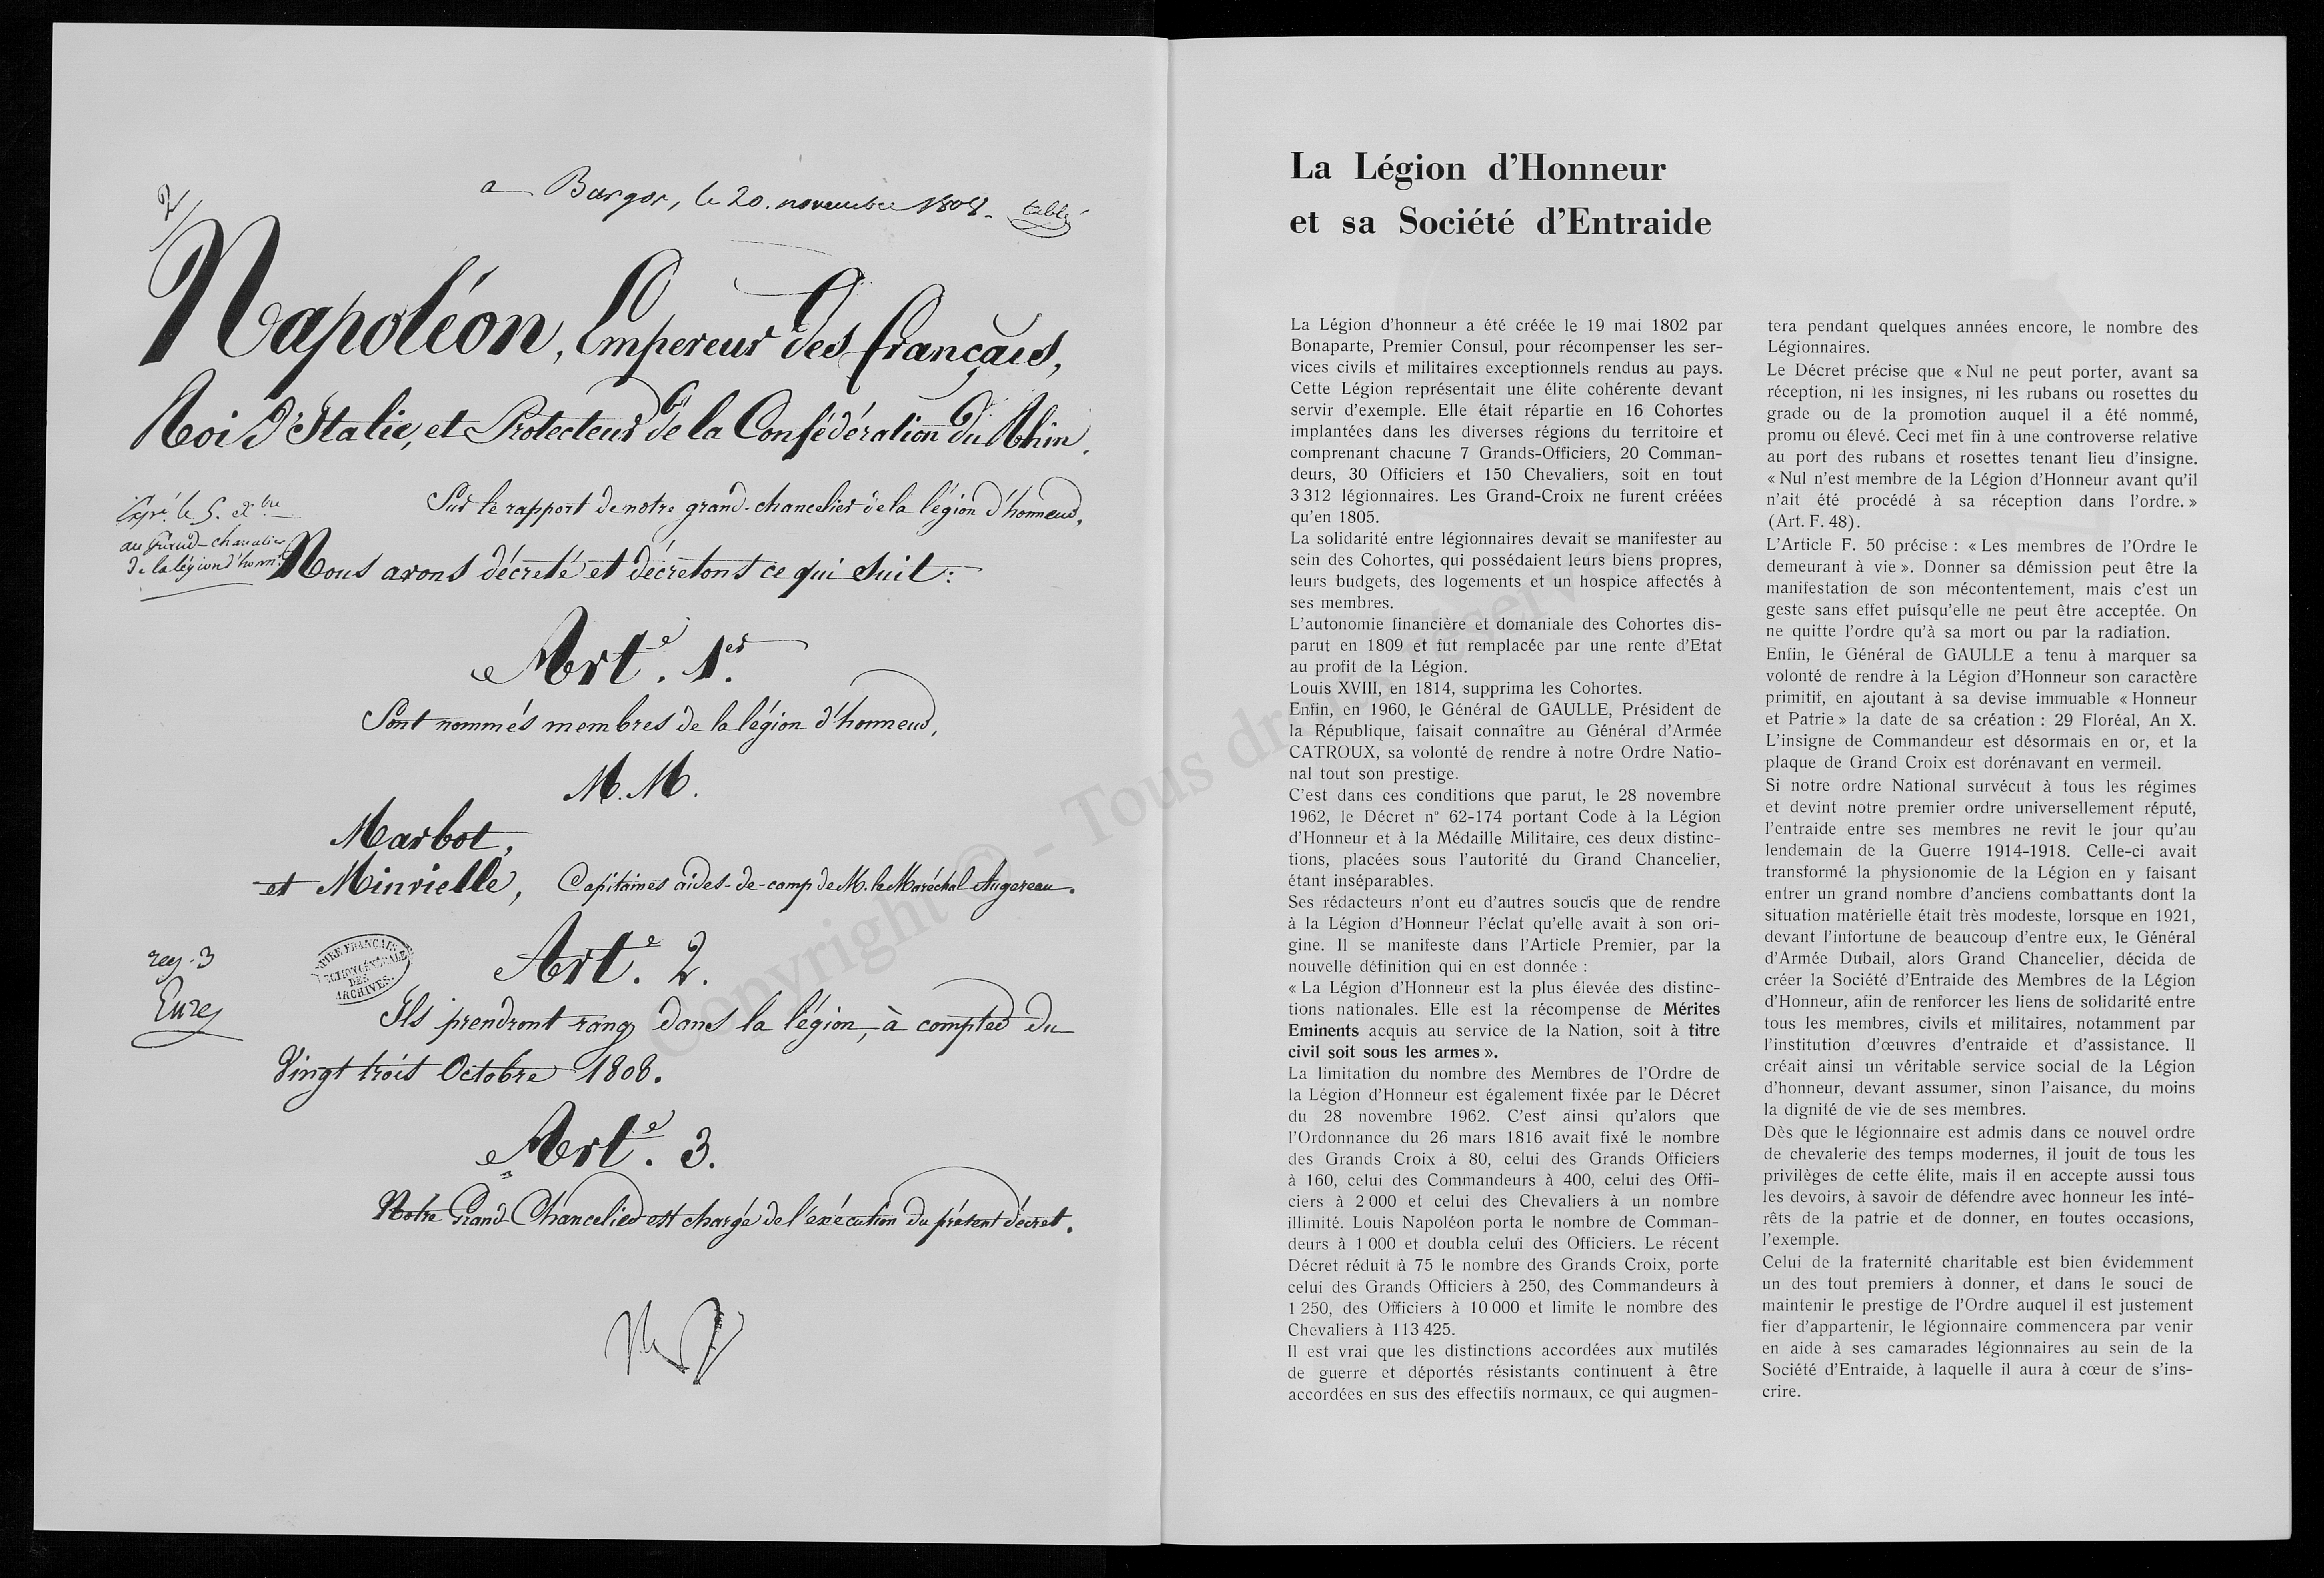 2/
a Burgos, le 20. novembre 1808.
Napoléon, Empereur des français,
Roi d'Italie, et Protecteur de la Confédération du Rhin.
Sur le rapport de notre grand-chancelier de la légion d'honneur,
Expé. le 5. Xbre
au Grand-chancelier
de la légion d'honr.
Nous avons décrété et décrétons ce qui suit:
Arte. 1er.
Sont nommés membres de la légion d'honneur,
M.M.
Marbot,
et Minvielle, Capitaines aides-de-camp de M. le Maréchal Augereau.
reg. 3
Arte. 2.
ARCHIVES.
Ils prendront rang dans la légion, à compter du
Vingt trois Octobre 1808.
Arte. 3.
Notre Grand Chancelier est chargé de l'exécution du présent décret.
La Légion d'Honneur
et sa Société d'Entraide
La Légion d'honneur a été créée le 19 mai 1802 par
Bonaparte, Premier Consul, pour récompenser les ser-
vices civils et militaires exceptionnels rendus au pays.
Cette Légion représentait une élite cohérente devant
servir d'exemple. Elle était répartie en 16 Cohortes
implantées dans les diverses régions du territoire et
comprenant chacune 7 Grands-Officiers, 20 Comman-
deurs, 30 Officiers et 150 Chevaliers, soit en tout
3 312 légionnaires. Les Grand-Croix ne furent créées
qu'en 1805.
La solidarité entre légionnaires devait se manifester au
sein des Cohortes, qui possédaient leurs biens propres,
leurs budgets, des logements et un hospice affectés à
ses membres.
L'autonomie financière et domaniale des Cohortes dis-
parut en 1809 et fut remplacée par une rente d'Etat
au profit de la Légion.
Louis XVIII, en 1814, supprima les Cohortes.
Enfin, en 1960, le Général de GAULLE, Président de
la République, faisait connaître au Général d'Armée
CATROUX, sa volonté de rendre à notre Ordre Natio-
nal tout son prestige.
C'est dans ces conditions que parut, le 28 novembre
1962, le Décret n° 62-174 portant Code à la Légion
d'Honneur et à la Médaille Militaire, ces deux distinc-
tions, placées sous l'autorité du Grand Chancelier,
étant inséparables.
Ses rédacteurs n'ont eu d'autres soucis que de rendre
à la Légion d'Honneur l'éclat qu'elle avait à son ori-
gine. Il se manifeste dans l'Article Premier, par la
nouvelle définition qui en est donnée :
« La Légion d'Honneur est la plus élevée des distinc-
tions nationales. Elle est la récompense de Mérites
Eminents acquis au service de la Nation, soit à titre
civil soit sous les armes ».
La limitation du nombre des Membres de l'Ordre de
la Légion d'Honneur est également fixée par le Décret
du 28 novembre 1962. C'est ainsi qu'alors que
l'Ordonnance du 26 mars 1816 avait fixé le nombre
des Grands Croix à 80, celui des Grands Officiers
à 160, celui des Commandeurs à 400, celui des Offi-
ciers à 2 000 et celui des Chevaliers à un nombre
illimité. Louis Napoléon porta le nombre de Comman-
deurs à 1 000 et doubla celui des Officiers. Le récent
Décret réduit à 75 le nombre des Grands Croix, porte
celui des Grands Officiers à 250, des Commandeurs à
1 250, des Officiers à 10 000 et limite le nombre des
Chevaliers à 113 425.
Il est vrai que les distinctions accordées aux mutilés
de guerre et déportés résistants continuent à être
accordées en sus des effectifs normaux, ce qui augmen-
tera pendant quelques années encore, le nombre des
Légionnaires.
Le Décret précise que « Nul ne peut porter, avant sa
réception, ni les insignes, ni les rubans ou rosettes du
grade ou de la promotion auquel il a été nommé,
promu ou élevé. Ceci met fin à une controverse relative
au port des rubans et rosettes tenant lieu d'insigne.
« Nul n'est membre de la Légion d'Honneur avant qu'il
n'ait été procédé à sa réception dans l'ordre. »
(Art. F. 48).
L'Article F. 50 précise : « Les membres de l'Ordre le
demeurant à vie ». Donner sa démission peut être la
manifestation de son mécontentement, mais c'est un
geste sans effet puisqu'elle ne peut être acceptée. On
ne quitte l'ordre qu'à sa mort ou par la radiation.
Enfin, le Général de GAULLE a tenu à marquer sa
volonté de rendre à la Légion d'Honneur son caractère
primitif, en ajoutant à sa devise immuable « Honneur
et Patrie » la date de sa création : 29 Floréal, An X.
L'insigne de Commandeur est désormais en or, et la
plaque de Grand Croix est dorénavant en vermeil.
Si notre ordre National survécut à tous les régimes
et devint notre premier ordre universellement réputé,
l'entraide entre ses membres ne revit le jour qu'au
lendemain de la Guerre 1914-1918. Celle-ci avait
transformé la physionomie de la Légion en y faisant
entrer un grand nombre d'anciens combattants dont la
situation matérielle était très modeste, lorsque en 1921,
devant l'infortune de beaucoup d'entre eux, le Général
d'Armée Dubail, alors Grand Chancelier, décida de
créer la Société d'Entraide des Membres de la Légion
d'Honneur, afin de renforcer les liens de solidarité entre
tous les membres, civils et militaires, notamment par
l'institution d'œuvres d'entraide et d'assistance. Il
créait ainsi un véritable service social de la Légion
d'honneur, devant assumer, sinon l'aisance, du moins
la dignité de vie de ses membres.
Dès que le légionnaire est admis dans ce nouvel ordre
de chevalerie des temps modernes, il jouit de tous les
privilèges de cette élite, mais il en accepte aussi tous
les devoirs, à savoir de défendre avec honneur les inté-
rêts de la patrie et de donner, en toutes occasions,
l'exemple.
Celui de la fraternité charitable est bien évidemment
un des tout premiers à donner, et dans le souci de
maintenir le prestige de l'Ordre auquel il est justement
fier d'appartenir, le légionnaire commencera par venir
en aide à ses camarades légionnaires au sein de la
Société d'Entraide, à laquelle il aura à cœur de s'ins-
crire.
Copyright © - Tous droits réservés.